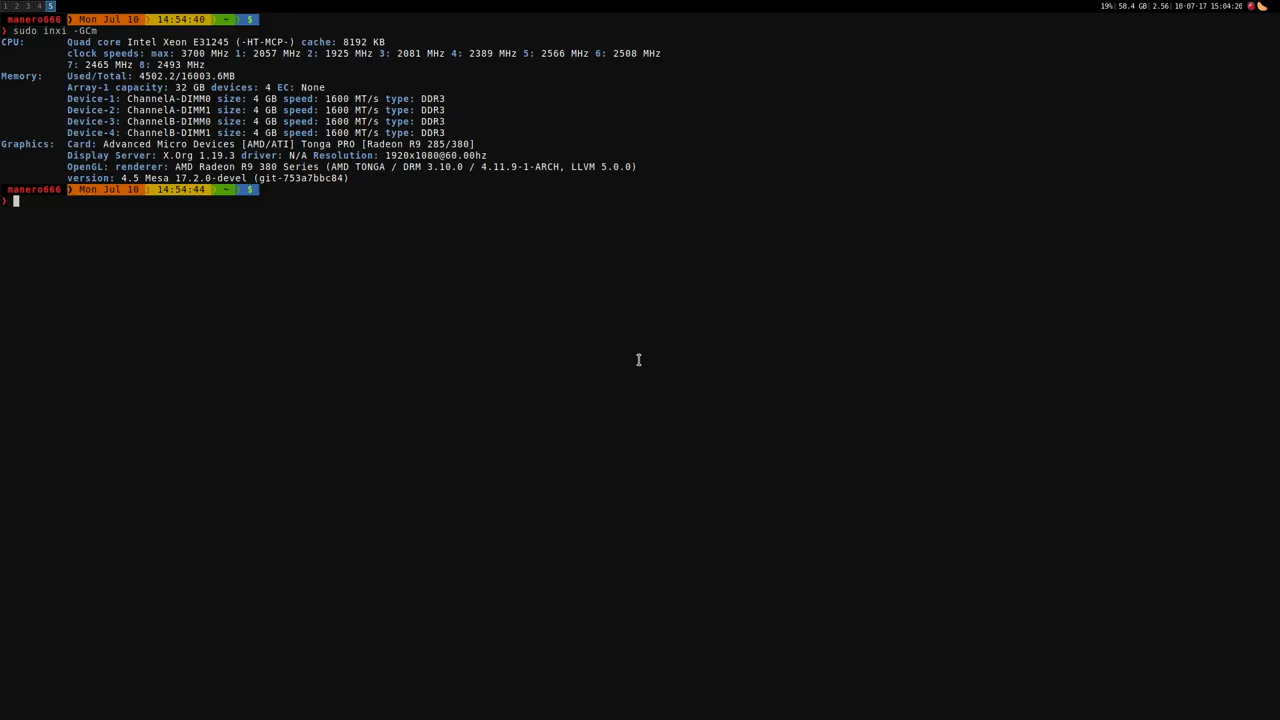 1 2 3 4 5 19%| 58.4 GB| 2.56| 10-07-17 15:04:20
manero666 Mon Jul 10 14:54:40 ~ $
❯ sudo inxi -GCm
CPU: Quad core Intel Xeon E31245 (-HT-MCP-) cache: 8192 KB
clock speeds: max: 3700 MHz 1: 2057 MHz 2: 1925 MHz 3: 2081 MHz 4: 2389 MHz 5: 2566 MHz 6: 2508 MHz
7: 2465 MHz 8: 2493 MHz
Memory: Used/Total: 4502.2/16003.6MB
Array-1 capacity: 32 GB devices: 4 EC: None
Device-1: ChannelA-DIMM0 size: 4 GB speed: 1600 MT/s type: DDR3
Device-2: ChannelA-DIMM1 size: 4 GB speed: 1600 MT/s type: DDR3
Device-3: ChannelB-DIMM0 size: 4 GB speed: 1600 MT/s type: DDR3
Device-4: ChannelB-DIMM1 size: 4 GB speed: 1600 MT/s type: DDR3
Graphics: Card: Advanced Micro Devices [AMD/ATI] Tonga PRO [Radeon R9 285/380]
Display Server: X.Org 1.19.3 driver: N/A Resolution: 1920x1080@60.00hz
OpenGL: renderer: AMD Radeon R9 380 Series (AMD TONGA / DRM 3.10.0 / 4.11.9-1-ARCH, LLVM 5.0.0)
version: 4.5 Mesa 17.2.0-devel (git-753a7bbc84)
manero666 Mon Jul 10 14:54:44 ~ $
❯